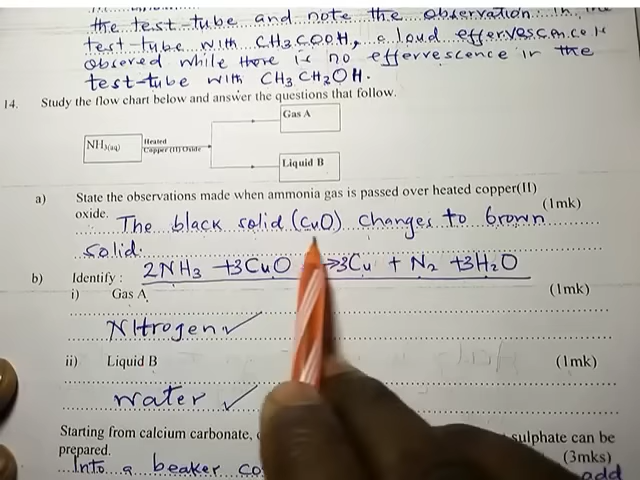 the test-tube and note the observation. In the
test-tube with CH3COOH, a loud effervescence is
observed while there is no effervescence in the
test-tube with CH3CH2OH.
14. Study the flow chart below and answer the questions that follow.
Gas A
NH3(aq) Heated
Copper (II) Oxide
Liquid B
a) State the observations made when ammonia gas is passed over heated copper(II)
oxide. (1mk)
The black solid (CuO) changes to brown
solid.
b) Identify : 2NH3 +3CuO →3Cu + N2 +3H2O
i) Gas A (1mk)
Nitrogen ✓
ii) Liquid B (1mk)
Water ✓
Starting from calcium carbonate, sulphate can be
prepared. (3mks)
Into a beaker add